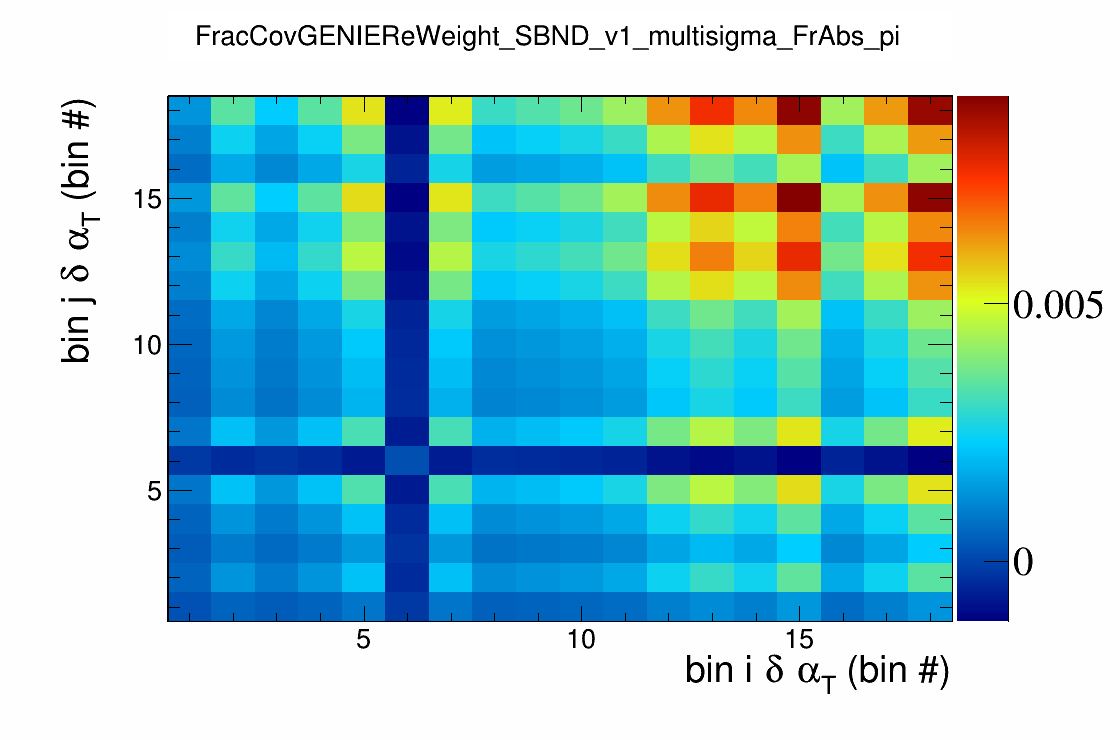 FracCovGENIEReWeight_SBND_v1_multisigma_FrAbs_pi
bin j δ α_T (bin #)
15
10
5
0.005
0
5 10 15
bin i δ α_T (bin #)